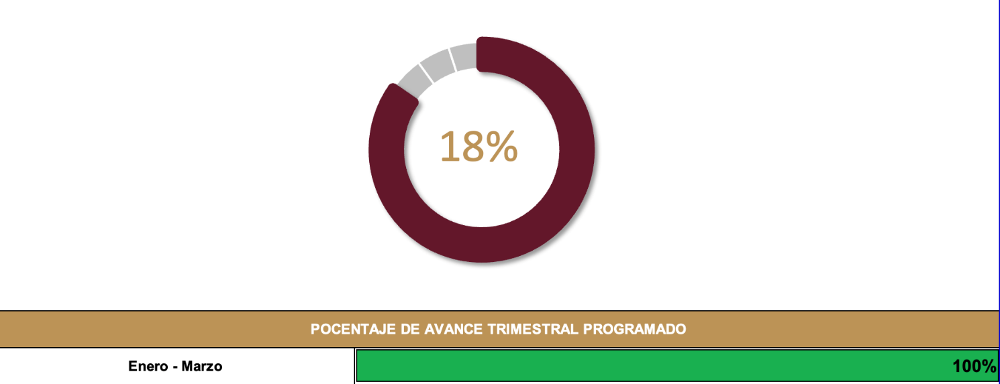 18%
POCENTAJE DE AVANCE TRIMESTRAL PROGRAMADO
Enero - Marzo 100%